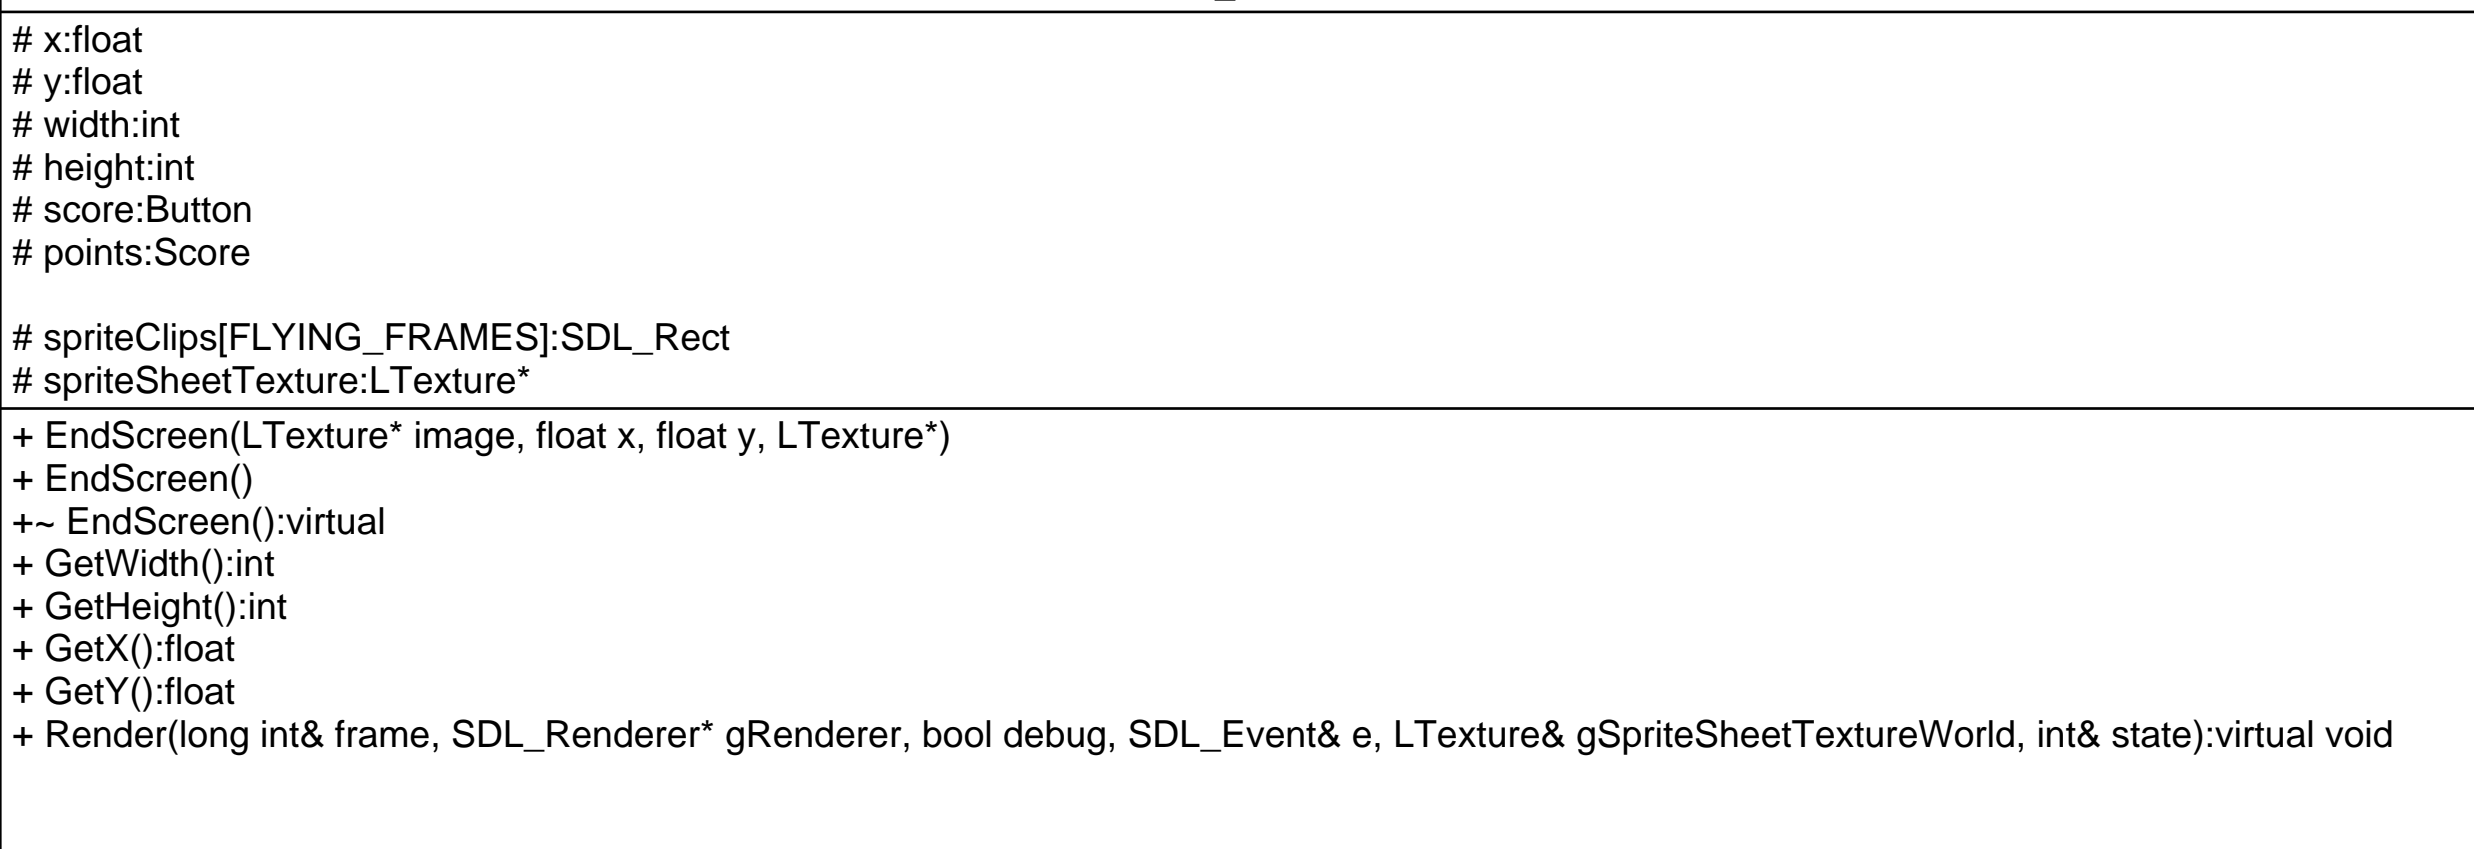 # x:float
# y:float
# width:int
# height:int
# score:Button
# points:Score
# spriteClips[FLYING_FRAMES]:SDL_Rect
# spriteSheetTexture:LTexture*
+ EndScreen(LTexture* image, float x, float y, LTexture*)
+ EndScreen()
+~ EndScreen():virtual
+ GetWidth():int
+ GetHeight():int
+ GetX():float
+ GetY():float
+ Render(long int& frame, SDL_Renderer* gRenderer, bool debug, SDL_Event& e, LTexture& gSpriteSheetTextureWorld, int& state):virtual void